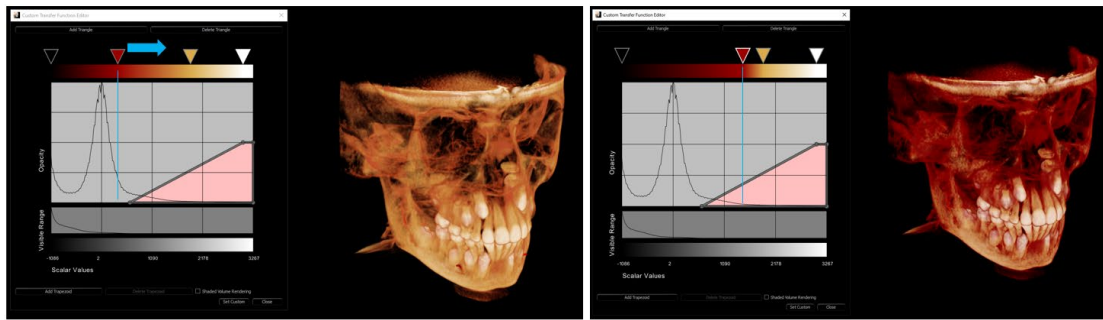 Custom Transfer Function Editor
Add Triangle
Delete Triangle
Opacity
Visible Range
-1086
2
1090
2178
3267
Scalar Values
Add Trapezoid
Delete Trapezoid
Shaded Volume Rendering
Set Custom
Close
Custom Transfer Function Editor
Add Triangle
Delete Triangle
Opacity
Visible Range
-1086
2
1090
2178
3267
Scalar Values
Add Trapezoid
Delete Trapezoid
Shaded Volume Rendering
Set Custom
Close